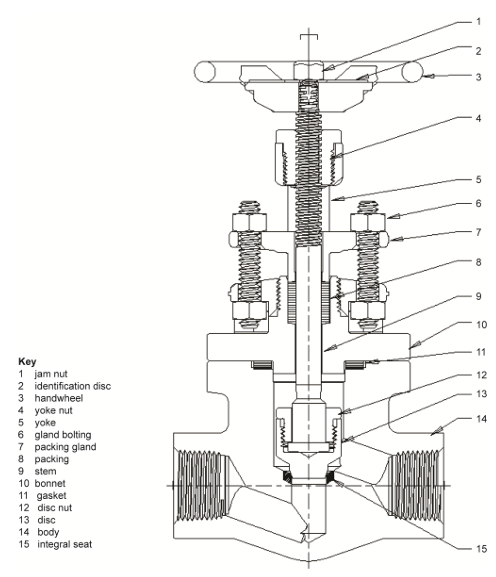 1
2
3
4
5
6
7
8
9
10
11
12
13
14
15
Key
1 jam nut
2 identification disc
3 handwheel
4 yoke nut
5 yoke
6 gland bolting
7 packing gland
8 packing
9 stem
10 bonnet
11 gasket
12 disc nut
13 disc
14 body
15 integral seat